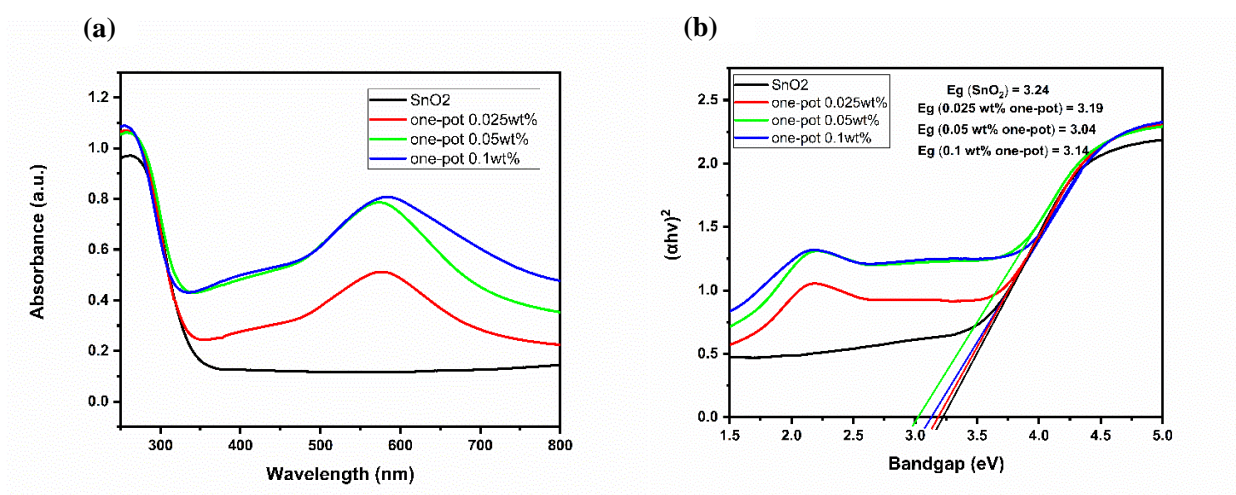 (a)
1.2
1.0
0.8
0.6
0.4
0.2
0.0
Absorbance (a.u.)
SnO2
one-pot 0.025wt%
one-pot 0.05wt%
one-pot 0.1wt%
300 400 500 600 700 800
Wavelength (nm)
(b)
2.5
2.0
1.5
1.0
0.5
0.0
(αhv)²
SnO2
one-pot 0.025wt%
one-pot 0.05wt%
one-pot 0.1wt%
Eg (SnO₂) = 3.24
Eg (0.025 wt% one-pot) = 3.19
Eg (0.05 wt% one-pot) = 3.04
Eg (0.1 wt% one-pot) = 3.14
1.5 2.0 2.5 3.0 3.5 4.0 4.5 5.0
Bandgap (eV)